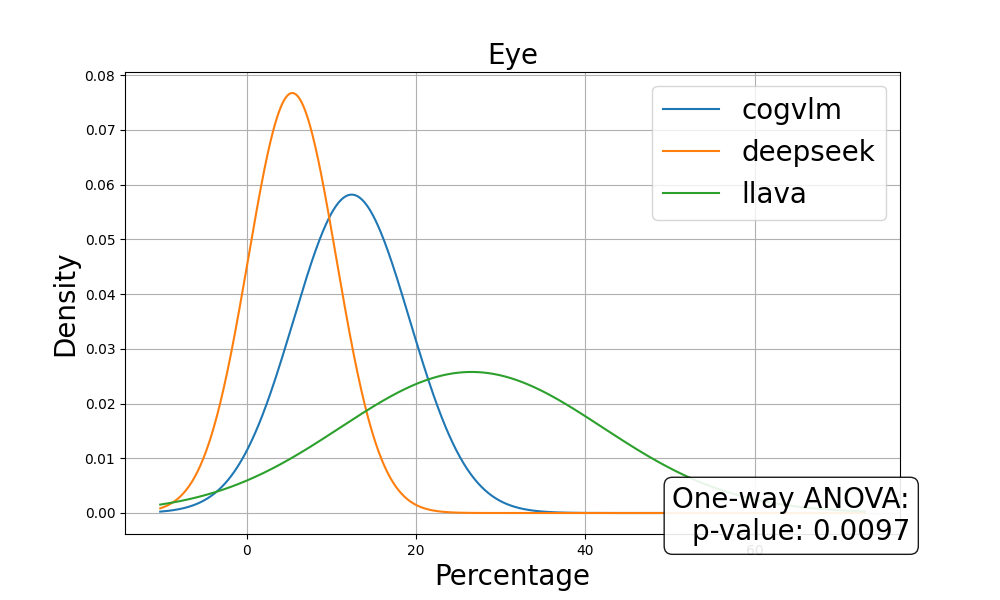 Eye
cogvlm
deepseek
llava
0.08
0.07
0.06
0.05
0.04
0.03
0.02
0.01
0.00
Density
One-way ANOVA:
p-value: 0.0097
0
20
40
60
Percentage